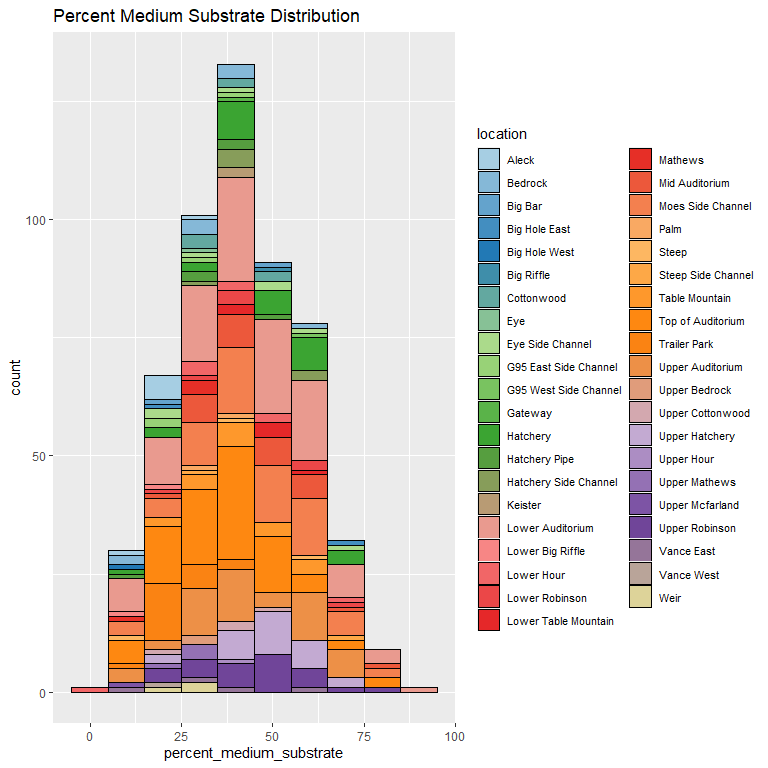 Percent Medium Substrate Distribution
count
100
50
0
0
25
50
75
100
percent_medium_substrate
location
Aleck
Bedrock
Big Bar
Big Hole East
Big Hole West
Big Riffle
Cottonwood
Eye
Eye Side Channel
G95 East Side Channel
G95 West Side Channel
Gateway
Hatchery
Hatchery Pipe
Hatchery Side Channel
Keister
Lower Auditorium
Lower Big Riffle
Lower Hour
Lower Robinson
Lower Table Mountain
Mathews
Mid Auditorium
Moes Side Channel
Palm
Steep
Steep Side Channel
Table Mountain
Top of Auditorium
Trailer Park
Upper Auditorium
Upper Bedrock
Upper Cottonwood
Upper Hatchery
Upper Hour
Upper Mathews
Upper Mcfarland
Upper Robinson
Vance East
Vance West
Weir